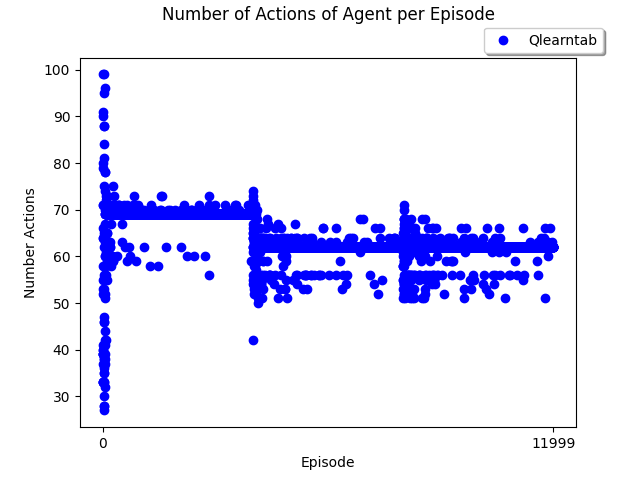 Number of Actions of Agent per Episode
Qlearntab
100
90
80
70
60
50
40
30
Number Actions
0
11999
Episode